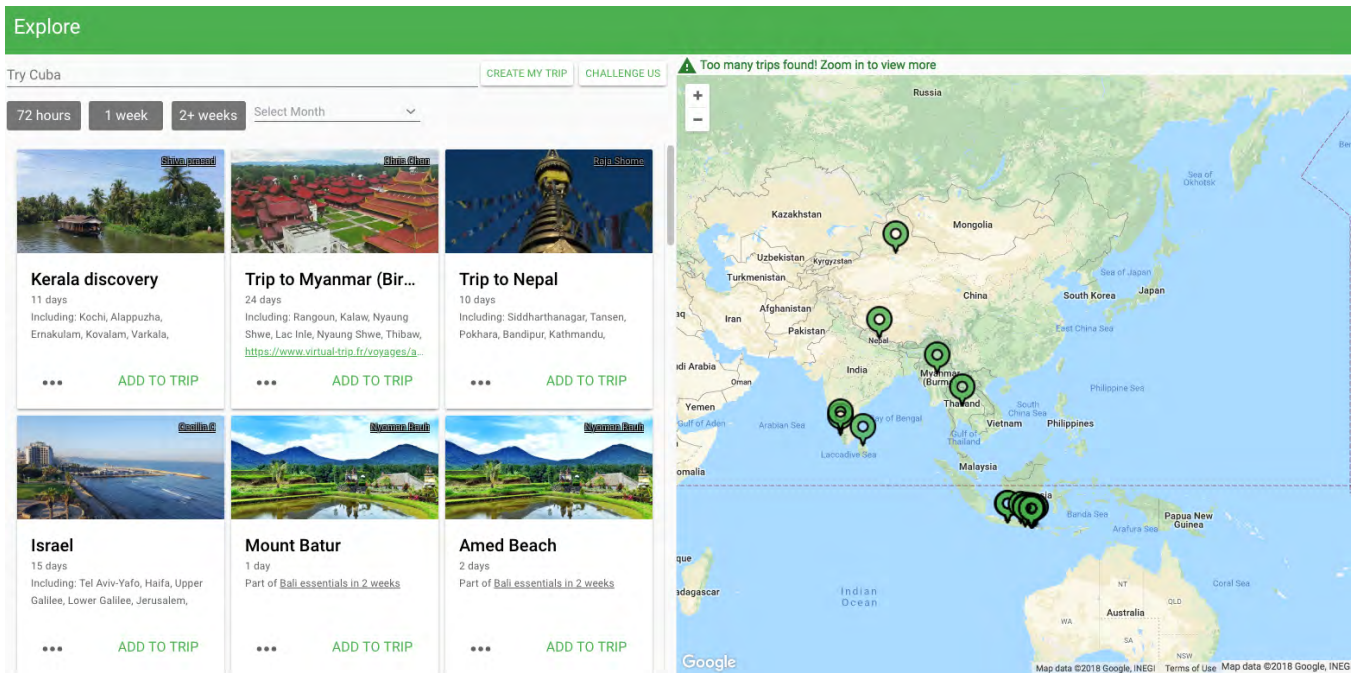 Explore
Try Cuba
CREATE MY TRIP
CHALLENGE US
72 hours
1 week
2+ weeks
Select Month
Raja Shome
Kerala discovery
11 days
Including: Kochi, Alappuzha,
Ernakulam, Kovalam, Varkala,
ADD TO TRIP
Chris Chen
Trip to Myanmar (Bir...
24 days
Including: Rangoun, Kalaw, Nyaung
Shwe, Lac Inle, Nyaung Shwe, Thibaw,
https://www.virtual-trip.fr/voyages/a...
ADD TO TRIP
Trip to Nepal
10 days
Including: Siddharthanagar, Tansen,
Pokhara, Bandipur, Kathmandu,
ADD TO TRIP
Israel
15 days
Including: Tel Aviv-Yafo, Haifa, Upper
Galilee, Lower Galilee, Jerusalem,
ADD TO TRIP
Mount Batur
1 day
Part of Bali essentials in 2 weeks
ADD TO TRIP
Amed Beach
2 days
Part of Bali essentials in 2 weeks
ADD TO TRIP
Too many trips found! Zoom in to view more
+
−
Russia
Sea of
Okhotsk
Kazakhstan
Mongolia
Uzbekistan
Kyrgyzstan
Turkmenistan
Sea of Japan
China
South Korea
Japan
Iran
Afghanistan
Pakistan
East China Sea
Nepal
India
Myanmar
Oman
Philippine Sea
Thailand
Yemen
Gulf of Aden
Arabian Sea
Bay of Bengal
South
China Sea
Vietnam
Philippines
Gulf of
Thailand
Laccadive Sea
Malaysia
Banda Sea
Papua New
Guinea
Arafura Sea
Indian
Ocean
NT
Coral Sea
QLD
Australia
WA
SA
NSW
Google
Map data ©2018 Google, INEGI
Terms of Use
Map data ©2018 Google, INEG